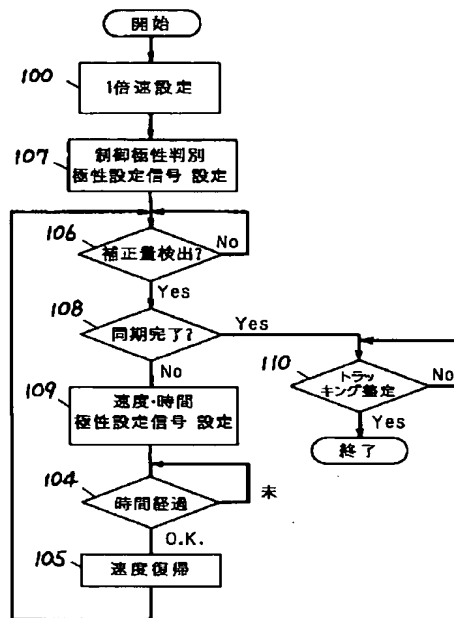 開始
100
1倍速設定
107
制御極性判別
極性設定信号 設定
106
補正量検出?
No
Yes
108
同期完了?
Yes
No
109
速度・時間
極性設定信号 設定
110
トラッ
キング整定
No
Yes
終了
104
時間経過
未
O.K.
105
速度復帰